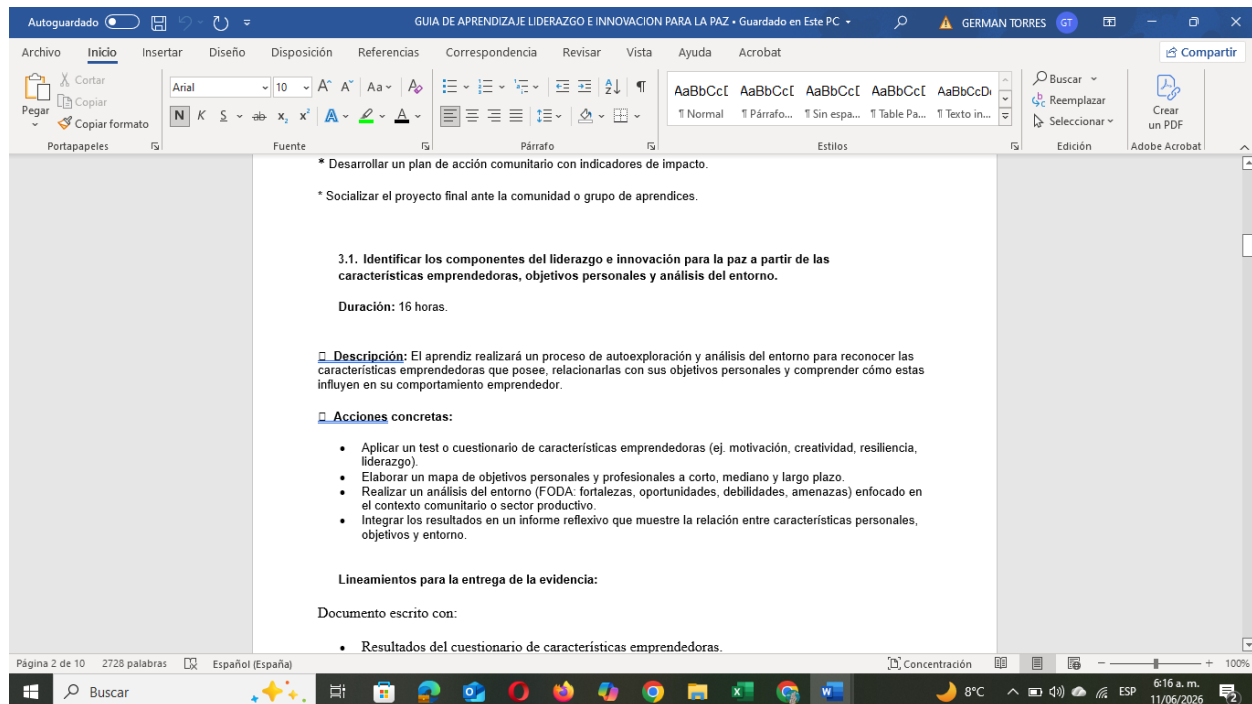 Autoguardado
GUIA DE APRENDIZAJE LIDERAZGO E INNOVACION PARA LA PAZ • Guardado en Este PC
GERMAN TORRES
GT
Archivo Inicio Insertar Diseño Disposición Referencias Correspondencia Revisar Vista Ayuda Acrobat
Compartir
Pegar
Cortar
Copiar
Copiar formato
Portapapeles
Arial 10
N K S ab x₂ x²
Fuente
Párrafo
AaBbCcD AaBbCcD AaBbCcD AaBbCcD AaBbCcDc
¶ Normal ¶ Párrafo... ¶ Sin espa... ¶ Table Pa... ¶ Texto in...
Estilos
Buscar
Reemplazar
Seleccionar
Edición
Crear
un PDF
Adobe Acrobat
* Desarrollar un plan de acción comunitario con indicadores de impacto.
* Socializar el proyecto final ante la comunidad o grupo de aprendices.
3.1. Identificar los componentes del liderazgo e innovación para la paz a partir de las
características emprendedoras, objetivos personales y análisis del entorno.
Duración: 16 horas.
Descripción: El aprendiz realizará un proceso de autoexploración y análisis del entorno para reconocer las
características emprendedoras que posee, relacionarlas con sus objetivos personales y comprender cómo estas
influyen en su comportamiento emprendedor.
Acciones concretas:
• Aplicar un test o cuestionario de características emprendedoras (ej. motivación, creatividad, resiliencia,
liderazgo).
• Elaborar un mapa de objetivos personales y profesionales a corto, mediano y largo plazo.
• Realizar un análisis del entorno (FODA: fortalezas, oportunidades, debilidades, amenazas) enfocado en
el contexto comunitario o sector productivo.
• Integrar los resultados en un informe reflexivo que muestre la relación entre características personales,
objetivos y entorno.
Lineamientos para la entrega de la evidencia:
Documento escrito con:
• Resultados del cuestionario de características emprendedoras.
Página 2 de 10 2728 palabras Español (España) Concentración 100%
Buscar
8°C
ESP
6:16 a. m.
11/06/2026